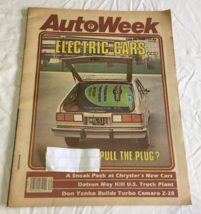 AutoWeek
ELECTRIC CARS
PULL THE PLUG?
A Sneak Peek at Chrysler's New Cars
Datsun May Kill U.S. Truck Plant
Don Yenko Builds Turbo Camaro Z-28